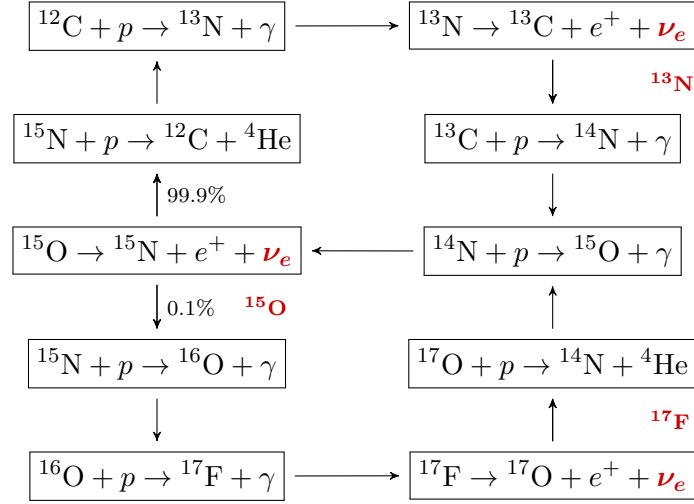 ¹²C + p → ¹³N + γ
¹³N → ¹³C + e⁺ + νₑ
¹³N
¹⁵N + p → ¹²C + ⁴He
¹³C + p → ¹⁴N + γ
99.9%
¹⁵O → ¹⁵N + e⁺ + νₑ
¹⁴N + p → ¹⁵O + γ
0.1%
¹⁵O
¹⁵N + p → ¹⁶O + γ
¹⁷O + p → ¹⁴N + ⁴He
¹⁷F
¹⁶O + p → ¹⁷F + γ
¹⁷F → ¹⁷O + e⁺ + νₑ